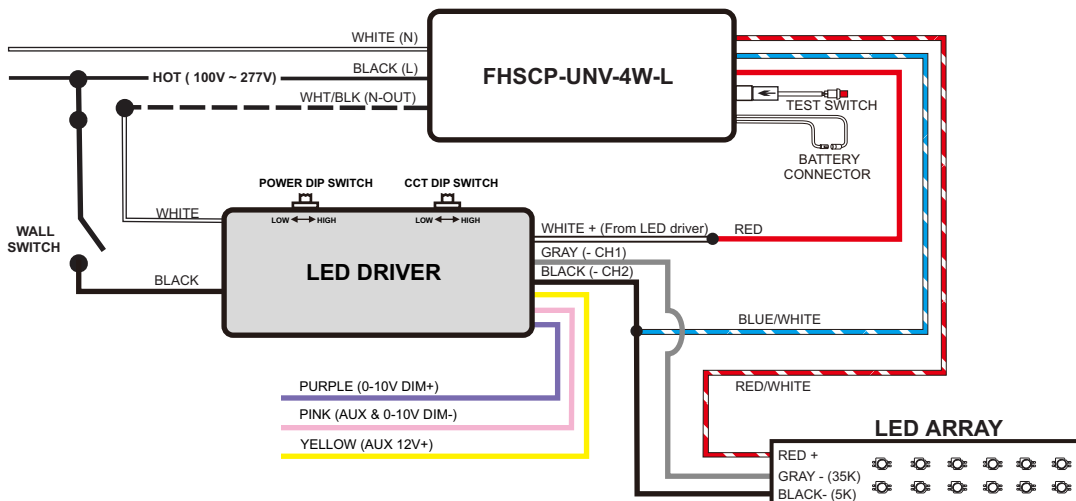 WHITE (N)
HOT ( 100V ~ 277V)
BLACK (L)
WHT/BLK (N-OUT)
FHSCP-UNV-4W-L
TEST SWITCH
BATTERY
CONNECTOR
POWER DIP SWITCH
CCT DIP SWITCH
LOW
HIGH
LOW
HIGH
WHITE
WALL
SWITCH
BLACK
LED DRIVER
WHITE + (From LED driver)
RED
GRAY (- CH1)
BLACK (- CH2)
BLUE/WHITE
RED/WHITE
PURPLE (0-10V DIM+)
PINK (AUX & 0-10V DIM-)
YELLOW (AUX 12V+)
LED ARRAY
RED +
GRAY - (35K)
BLACK- (5K)